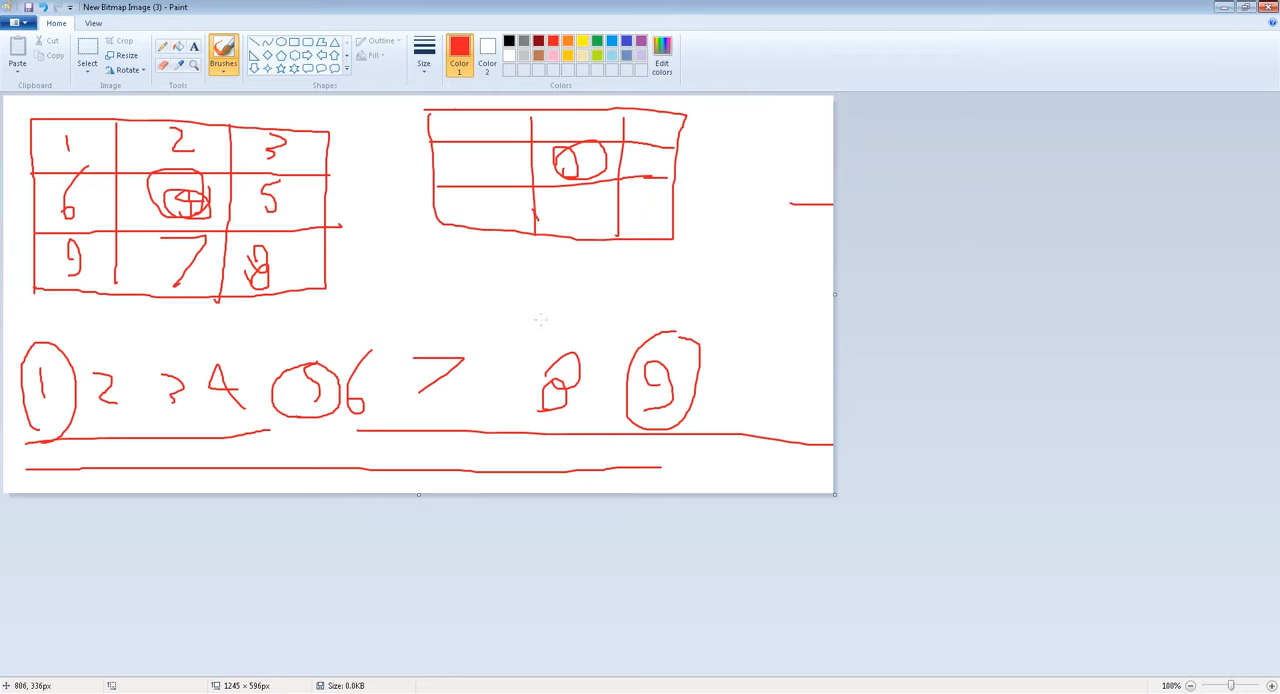 New Bitmap Image (3) - Paint
Home View
Paste
Cut
Copy
Clipboard
Select
Crop
Resize
Rotate
Image
A
Tools
Brushes
Outline
Fill
Shapes
Size
Color 1
Color 2
Edit colors
Colors
1 2 3
6 4 5
9 7 8
1 2 3 4 5 6 7 8 9
806, 336px
1245 × 596px
Size: 0.0KB
100%